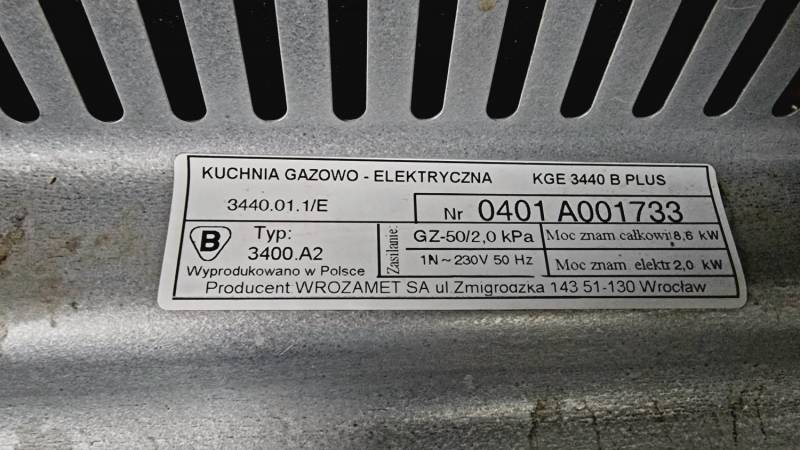 KUCHNIA GAZOWO - ELEKTRYCZNA KGE 3440 B PLUS
3440.01.1/E
Nr 0401 A001733
B
Typ:
3400.A2
Wyprodukowano w Polsce
Zasilanie:
GZ-50/2,0 kPa
1N~230V 50 Hz
Moc znam całkowi 8,6 kW
Moc znam elektr 2,0 kW
Producent WROZAMET SA ul.Zmigrodzka 143 51-130 Wrocław